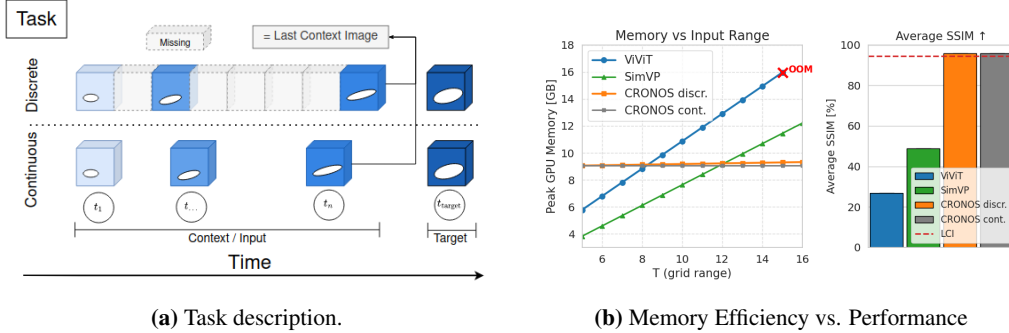 Task
Missing
= Last Context Image
Discrete
Continuous
t₁
t...
tₙ
t_target
Context / Input
Target
Time
(a) Task description.
Memory vs Input Range
Peak GPU Memory [GB]
18
16
14
12
10
8
6
4
ViViT
SimVP
CRONOS discr.
CRONOS cont.
OOM
6
8
10
12
14
16
T (grid range)
Average SSIM ↑
Average SSIM [%]
100
80
60
40
20
0
ViViT
SimVP
CRONOS discr.
CRONOS cont.
LCI
(b) Memory Efficiency vs. Performance